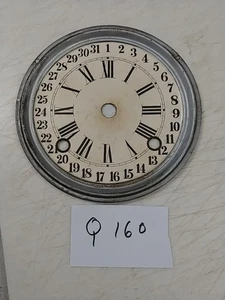 1 2 3 4 5 6 7 8 9 10 11 12 13 14 15 16 17 18 19 20 21 22 23 24 25 26 27 28 29 30 31
XII I II III IIII V VI VII VIII IX X XI
Q 160